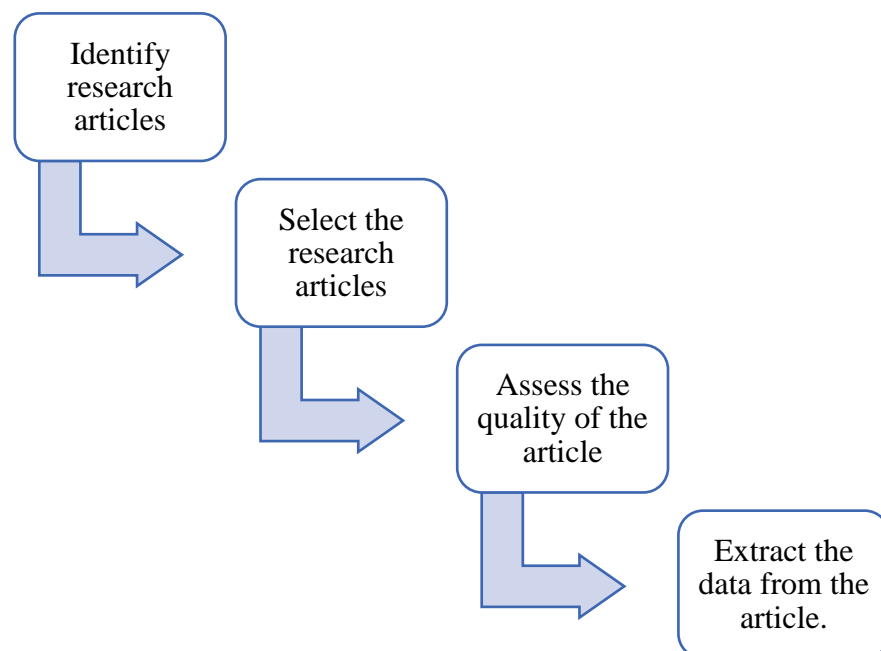 Identify
research
articles
Select the
research
articles
Assess the
quality of the
article
Extract the
data from the
article.